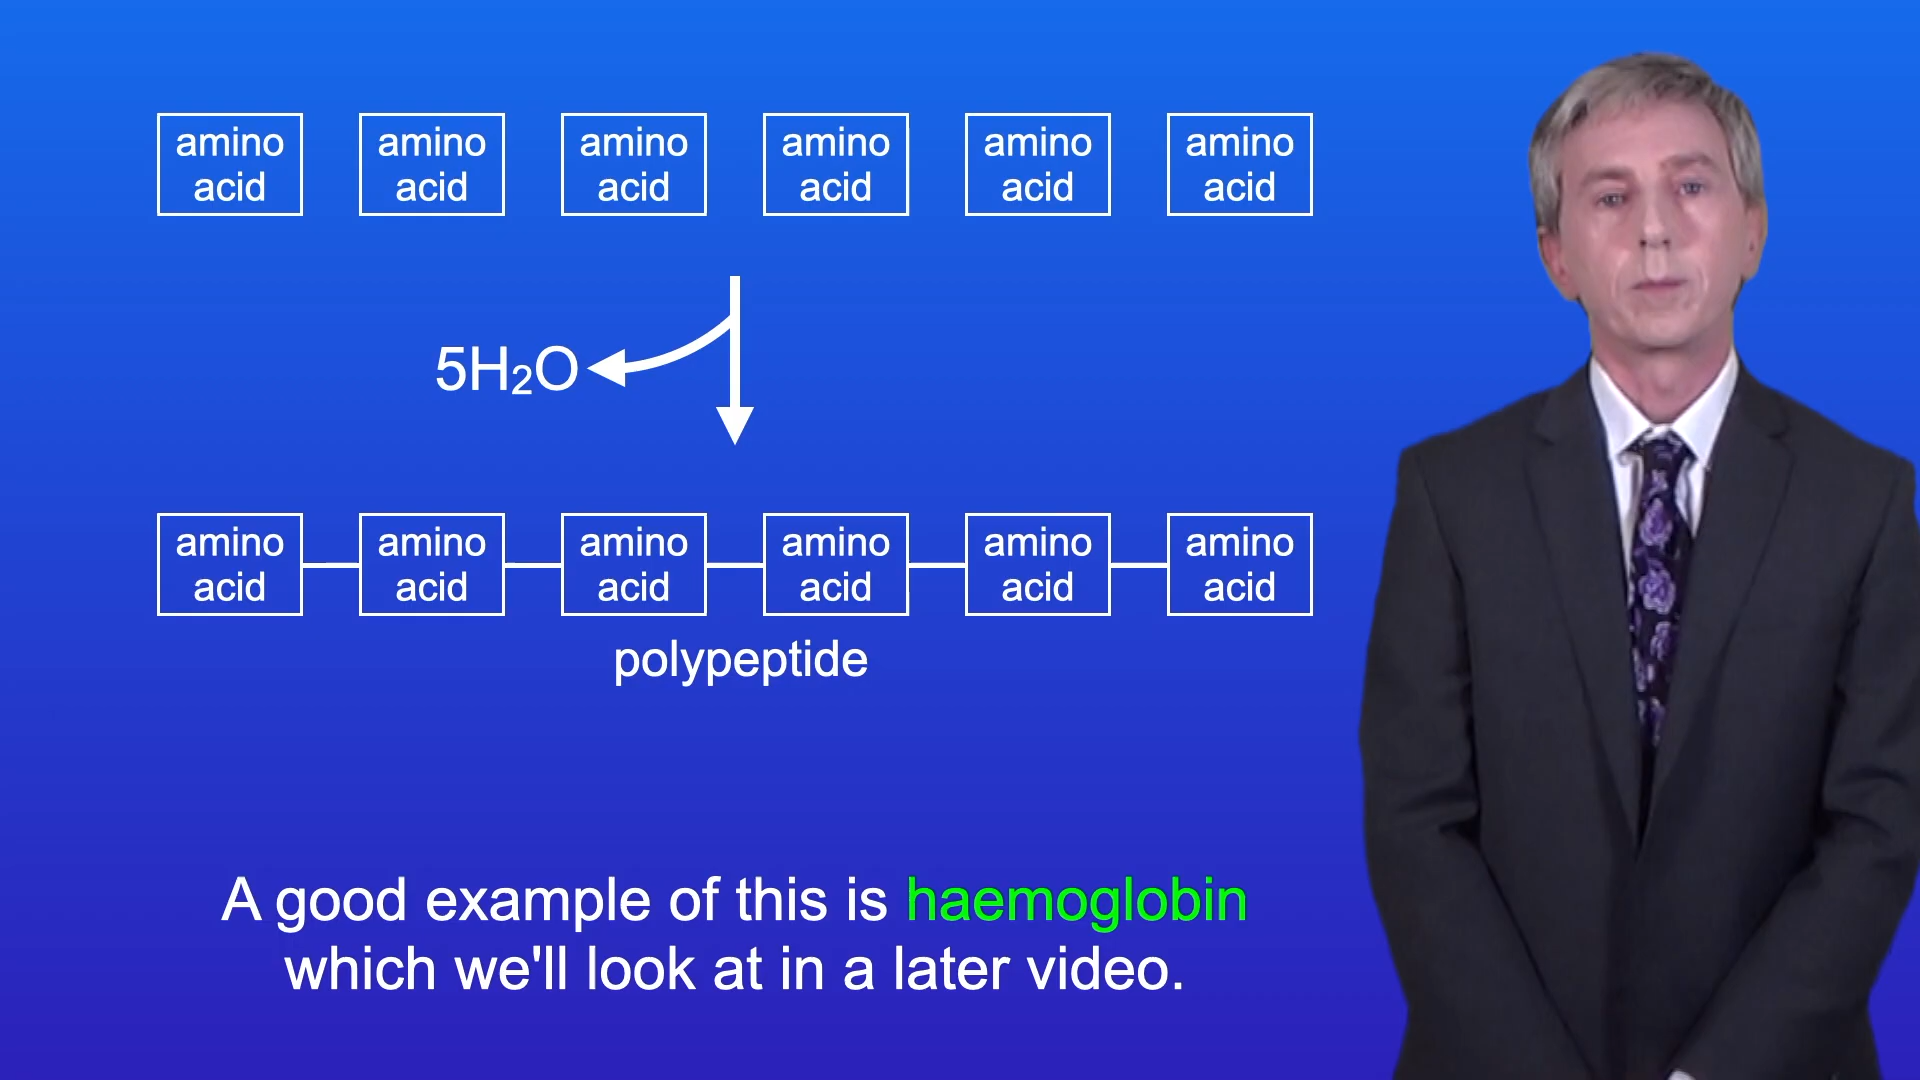 amino amino amino amino amino amino
acid acid acid acid acid acid
5H₂O
amino amino amino amino amino amino
acid acid acid acid acid acid
polypeptide
A good example of this is haemoglobin
which we'll look at in a later video.